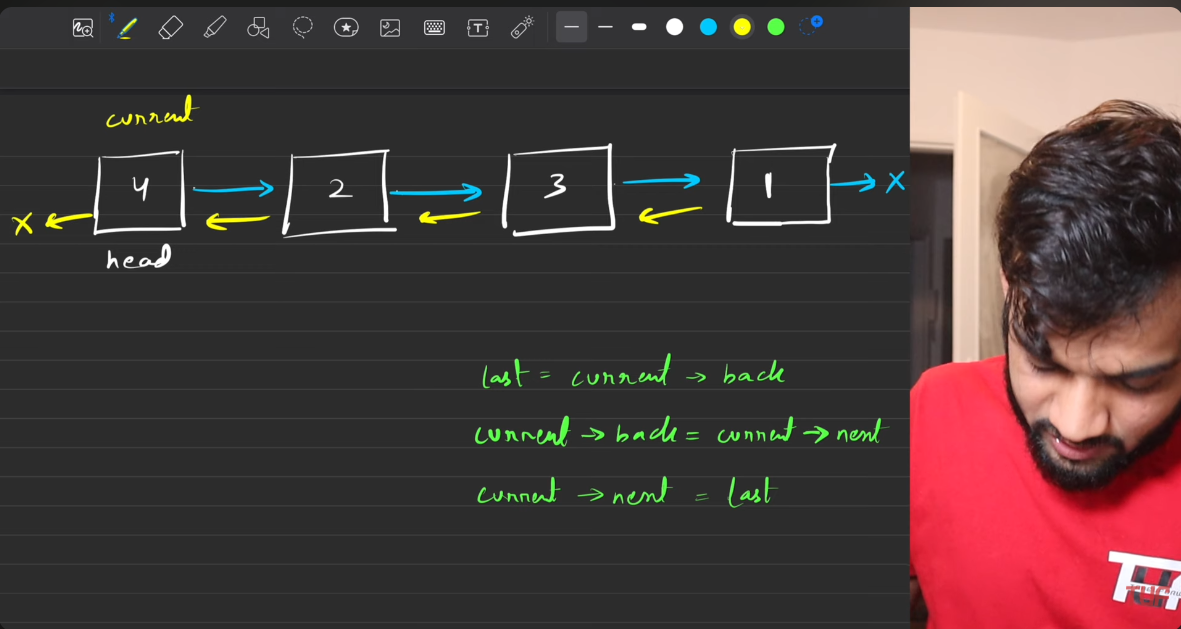 current
4 2 3 1 X
X
head
last = current → back
current → back = current → next
current → next = last